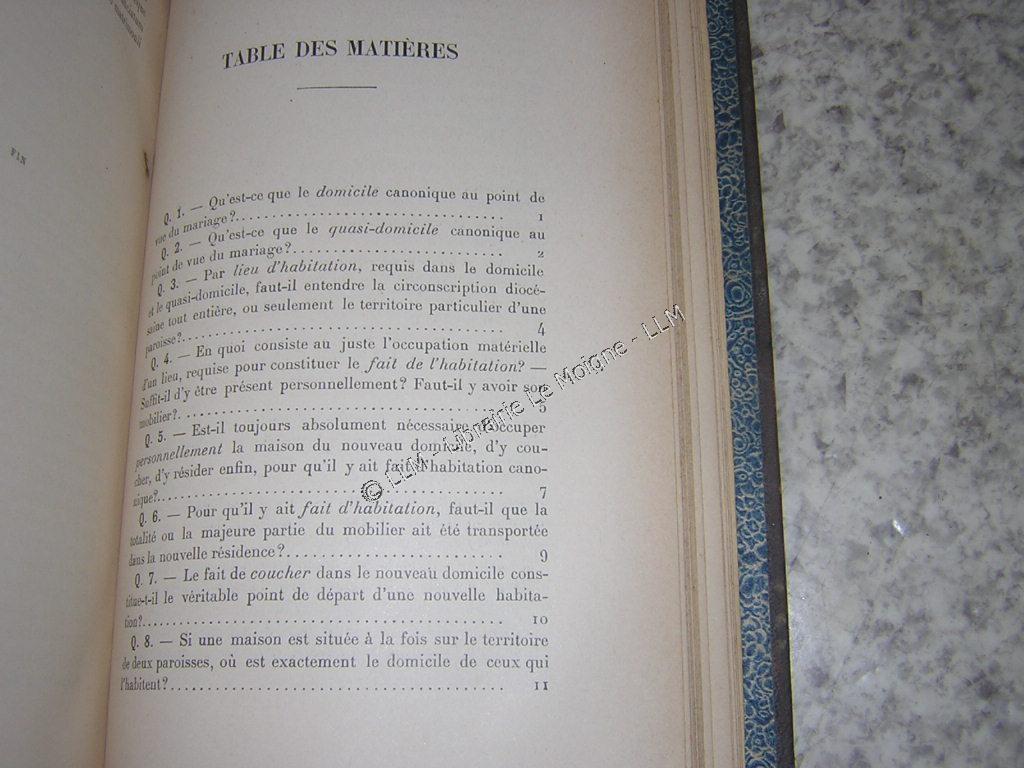 FIN
TABLE DES MATIÈRES
Q. 1. — Qu'est-ce que le domicile canonique au point de
vue du mariage?.................................... 1
Q. 2. — Qu'est-ce que le quasi-domicile canonique au
point de vue du mariage?............................ 2
Q. 3. — Par lieu d'habitation, requis dans le domicile
et le quasi-domicile, faut-il entendre la circonscription diocé-
saine tout entière, ou seulement le territoire particulier d'une
paroisse?........................................... 4
Q. 4. — En quoi consiste au juste l'occupation matérielle
d'un lieu, requise pour constituer le fait de l'habitation? —
Suffit-il d'y être présent personnellement? Faut-il y avoir son
mobilier?........................................... 5
Q. 5. — Est-il toujours absolument nécessaire d'occuper
personnellement la maison du nouveau domicile, d'y cou-
cher, d'y résider enfin, pour qu'il y ait fait d'habitation cano-
nique?.............................................. 7
Q. 6. — Pour qu'il y ait fait d'habitation, faut-il que la
totalité ou la majeure partie du mobilier ait été transportée
dans la nouvelle résidence?......................... 9
Q. 7. — Le fait de coucher dans le nouveau domicile cons-
titue-t-il le véritable point de départ d'une nouvelle habita-
tion?............................................... 10
Q. 8. — Si une maison est située à la fois sur le territoire
de deux paroisses, où est exactement le domicile de ceux qui
l'habitent?......................................... 11
© LLM - Librairie Le Moigne - LLM